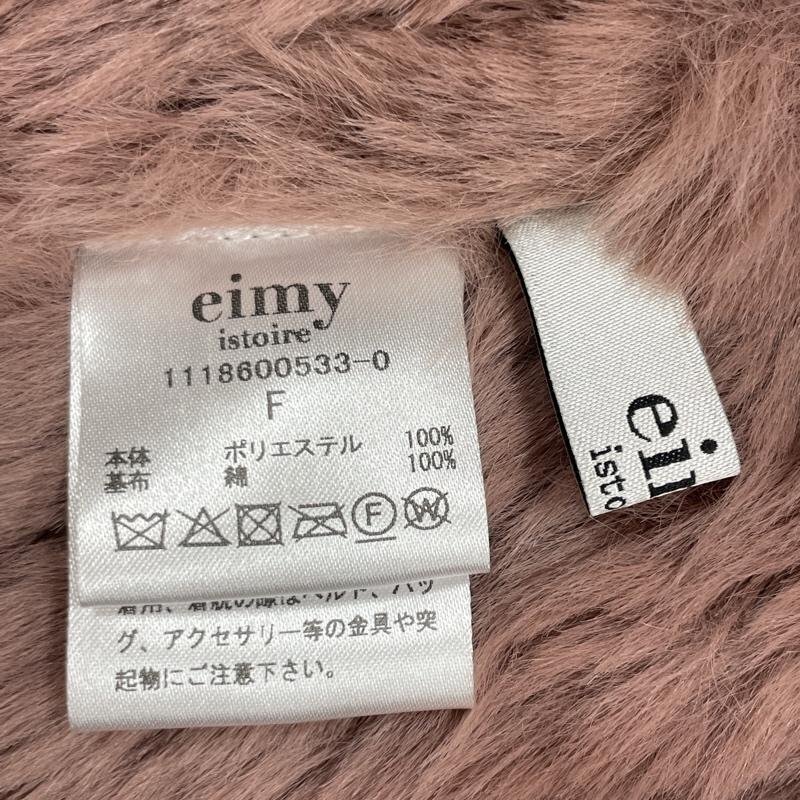 eimy
istoire
1118600533-0
F
本体 ポリエステル 100%
基布 綿 100%
F W
グ、アクセサリー等の金具や突
起物にご注意下さい。